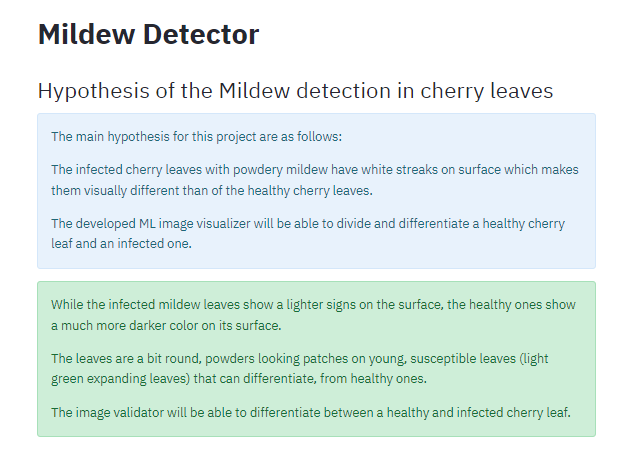 Mildew Detector
Hypothesis of the Mildew detection in cherry leaves
The main hypothesis for this project are as follows:
The infected cherry leaves with powdery mildew have white streaks on surface which makes
them visually different than of the healthy cherry leaves.
The developed ML image visualizer will be able to divide and differentiate a healthy cherry
leaf and an infected one.
While the infected mildew leaves show a lighter signs on the surface, the healthy ones show
a much more darker color on its surface.
The leaves are a bit round, powders looking patches on young, susceptible leaves (light
green expanding leaves) that can differentiate, from healthy ones.
The image validator will be able to differentiate between a healthy and infected cherry leaf.